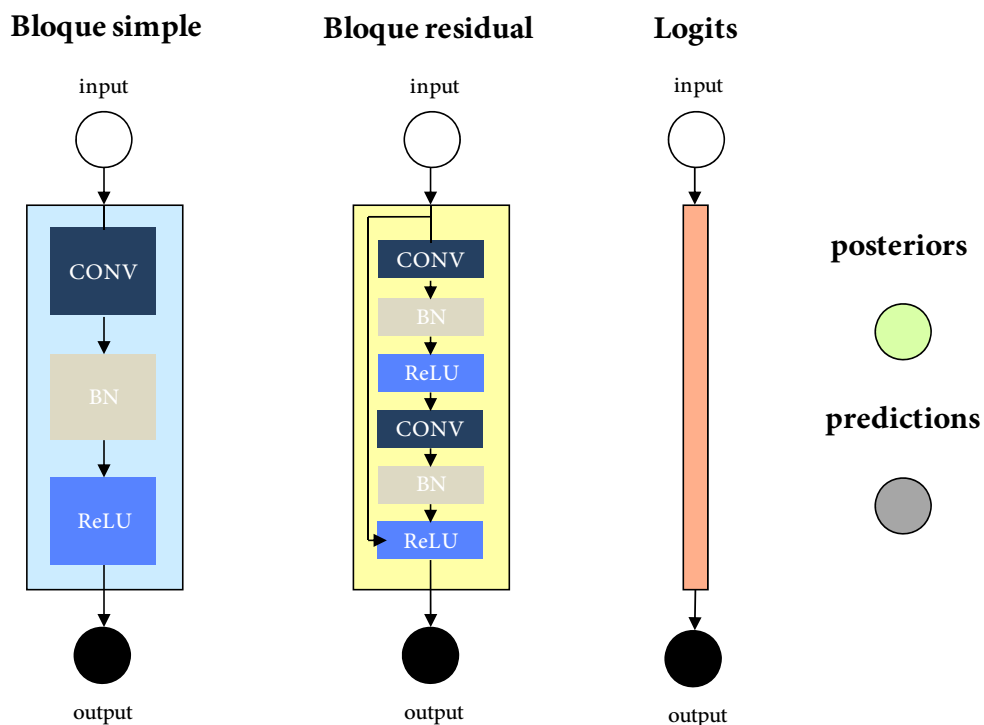 Bloque simple
input
CONV
BN
ReLU
output
Bloque residual
input
CONV
BN
ReLU
CONV
BN
ReLU
output
Logits
input
output
posteriors
predictions